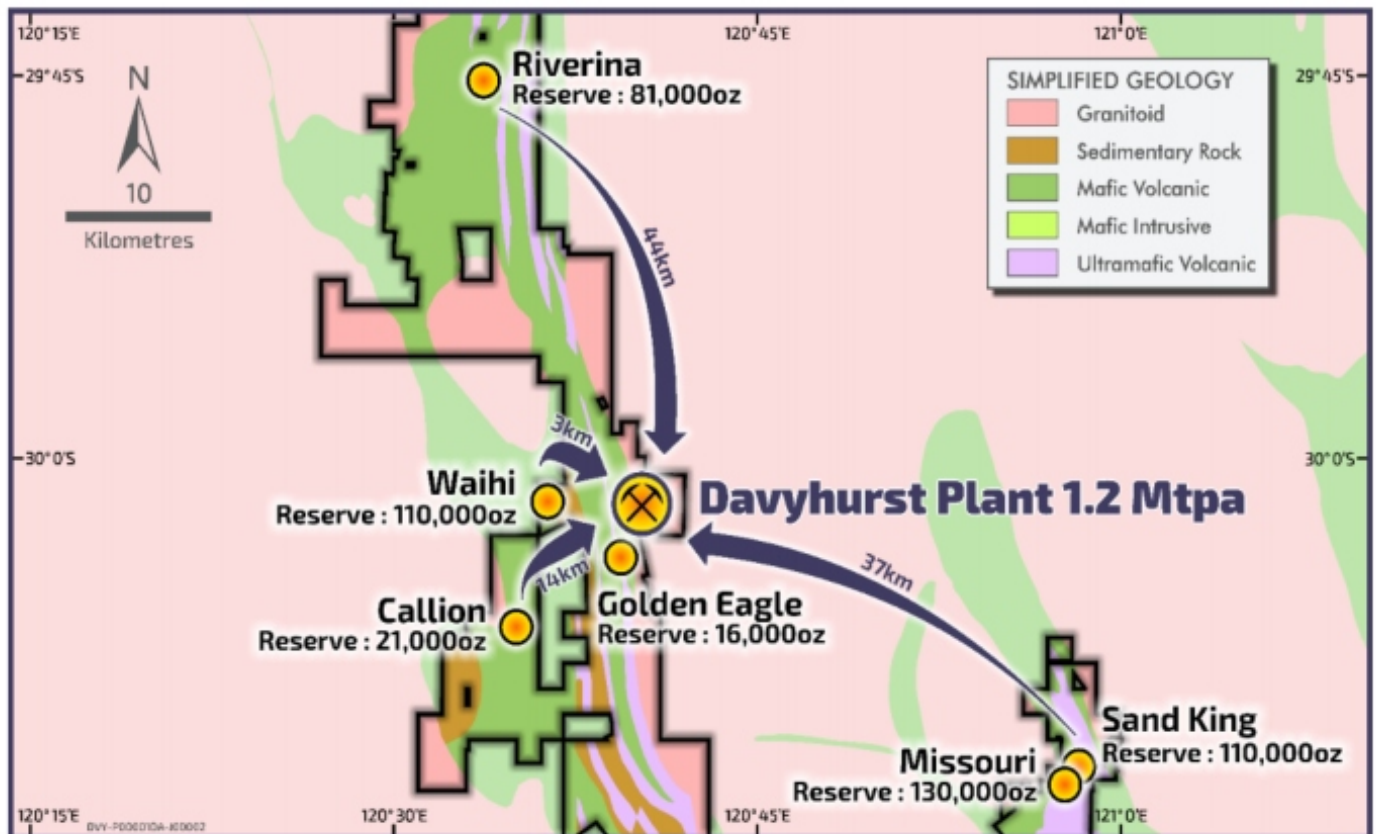 120°15'E
120°45'E
121°0'E
29°45'S
29°45'S
N
10
Kilometres
Riverina
Reserve : 81,000oz
SIMPLIFIED GEOLOGY
Granitoid
Sedimentary Rock
Mafic Volcanic
Mafic Intrusive
Ultramafic Volcanic
44km
3km
30°0'S
30°0'S
Waihi
Reserve : 110,000oz
Davyhurst Plant 1.2 Mtpa
14km
37km
Callion
Reserve : 21,000oz
Golden Eagle
Reserve : 16,000oz
Sand King
Reserve : 110,000oz
Missouri
Reserve : 130,000oz
120°15'E
120°30'E
120°45'E
121°0'E